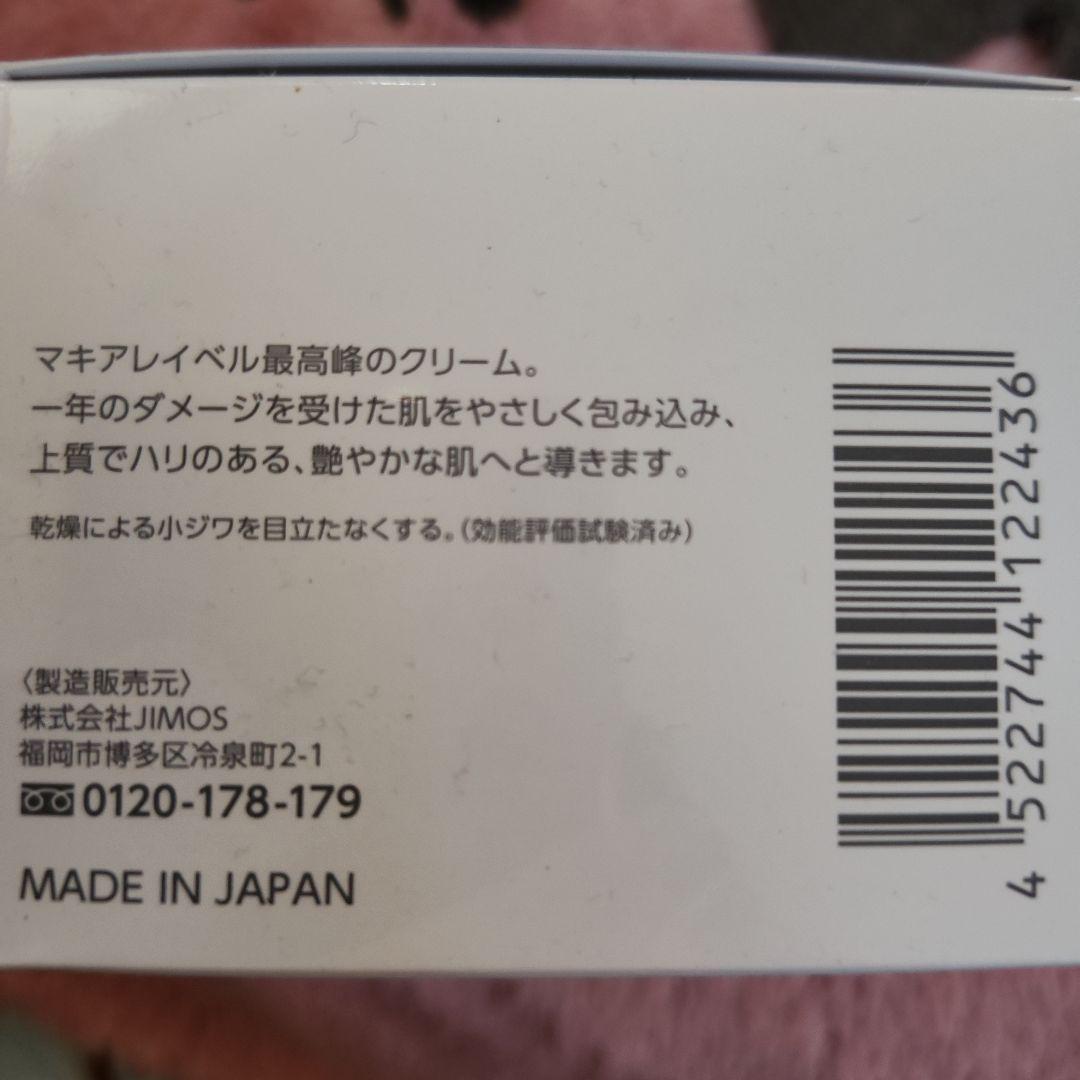 マキアレイベル最高峰のクリーム。
一年のダメージを受けた肌をやさしく包み込み、
上質でハリのある、艶やかな肌へと導きます。
乾燥による小ジワを目立たなくする。(効能評価試験済み)
〈製造販売元〉
株式会社JIMOS
福岡市博多区冷泉町2-1
0120-178-179
MADE IN JAPAN
4 522744 122436